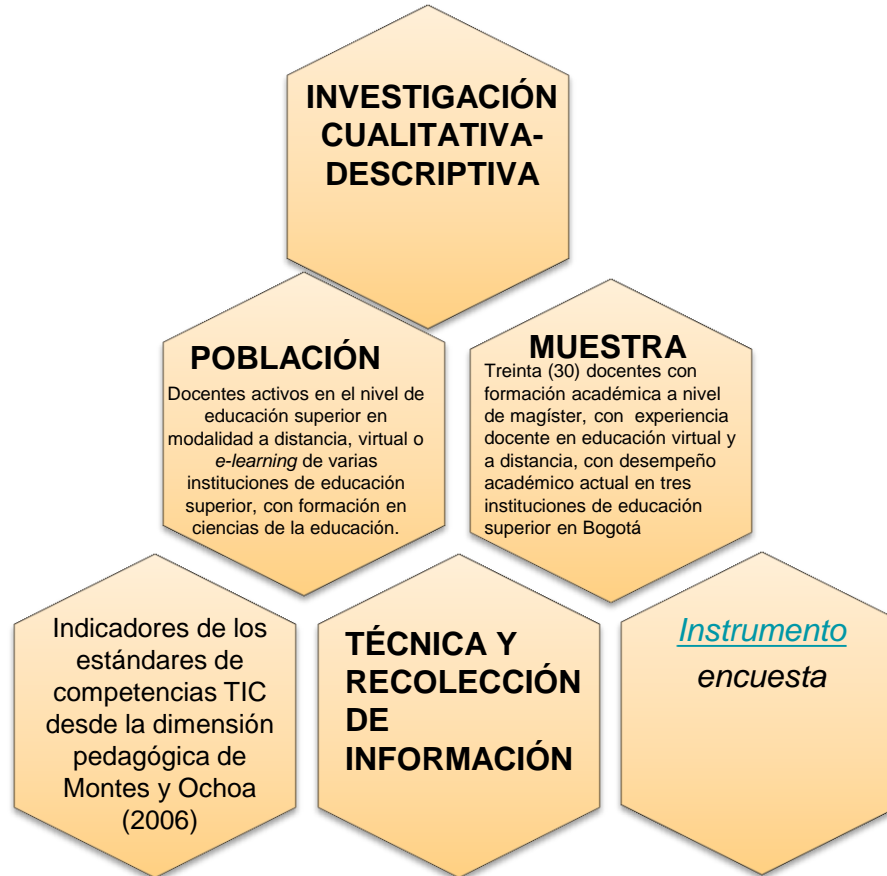 INVESTIGACIÓN
CUALITATIVA-
DESCRIPTIVA
POBLACIÓN
Docentes activos en el nivel de
educación superior en
modalidad a distancia, virtual o
e-learning de varias
instituciones de educación
superior, con formación en
ciencias de la educación.
MUESTRA
Treinta (30) docentes con
formación académica a nivel
de magíster, con experiencia
docente en educación virtual y
a distancia, con desempeño
académico actual en tres
instituciones de educación
superior en Bogotá
Indicadores de los
estándares de
competencias TIC
desde la dimensión
pedagógica de
Montes y Ochoa
(2006)
TÉCNICA Y
RECOLECCIÓN
DE
INFORMACIÓN
Instrumento
encuesta